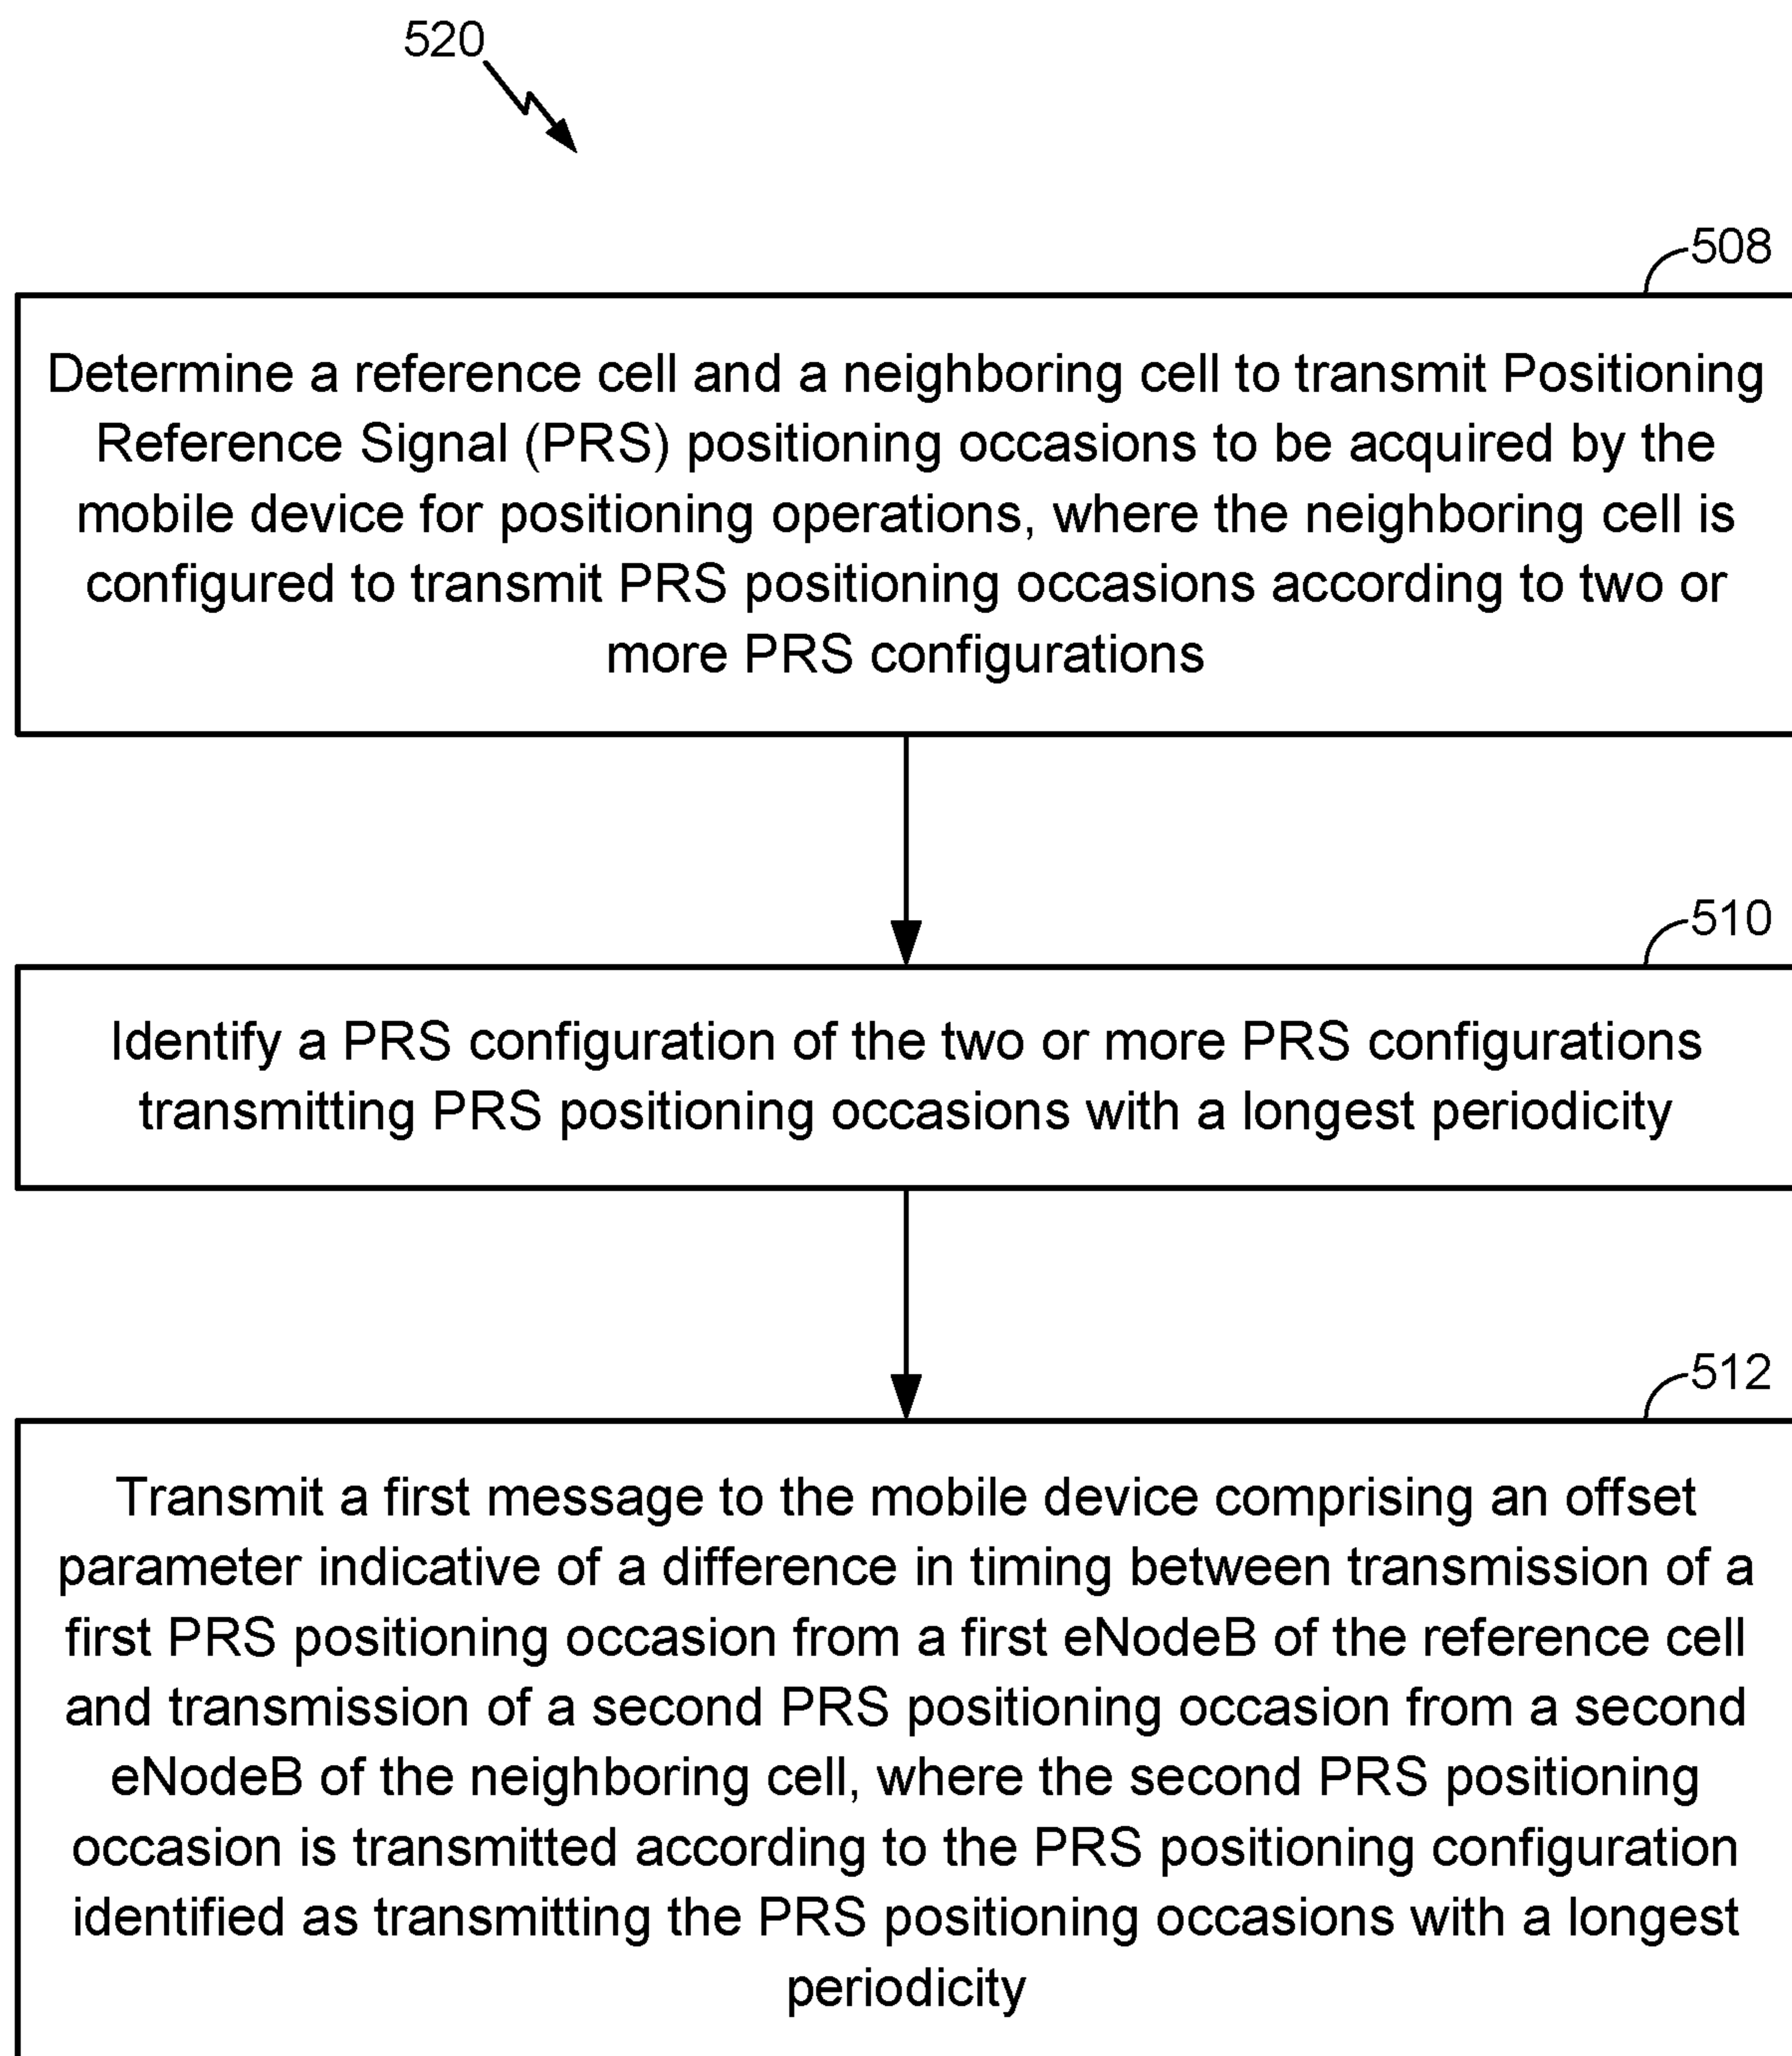 520
508
Determine a reference cell and a neighboring cell to transmit Positioning
Reference Signal (PRS) positioning occasions to be acquired by the
mobile device for positioning operations, where the neighboring cell is
configured to transmit PRS positioning occasions according to two or
more PRS configurations
510
Identify a PRS configuration of the two or more PRS configurations
transmitting PRS positioning occasions with a longest periodicity
512
Transmit a first message to the mobile device comprising an offset
parameter indicative of a difference in timing between transmission of a
first PRS positioning occasion from a first eNodeB of the reference cell
and transmission of a second PRS positioning occasion from a second
eNodeB of the neighboring cell, where the second PRS positioning
occasion is transmitted according to the PRS positioning configuration
identified as transmitting the PRS positioning occasions with a longest
periodicity